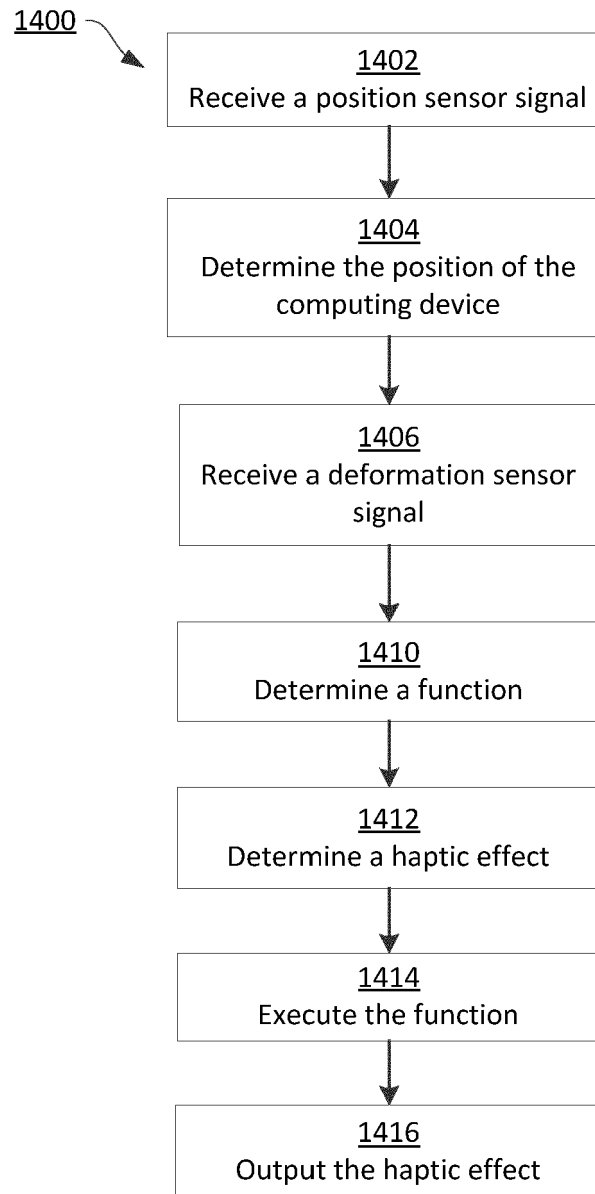 1400
1402
Receive a position sensor signal
1404
Determine the position of the
computing device
1406
Receive a deformation sensor
signal
1410
Determine a function
1412
Determine a haptic effect
1414
Execute the function
1416
Output the haptic effect